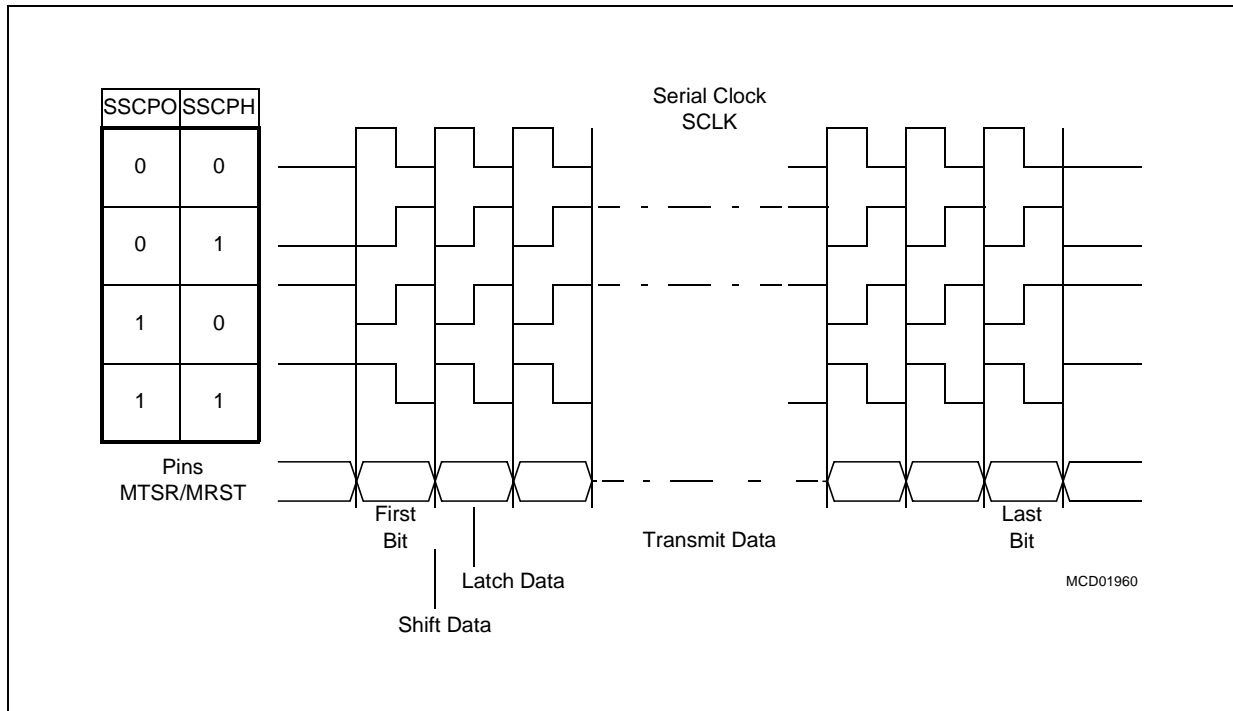 Serial Clock
SCLK
SSCPO SSCPH
0 0
0 1
1 0
1 1
Pins
MTSR/MRST
First
Bit
Last
Bit
Transmit Data
Latch Data
Shift Data
MCD01960